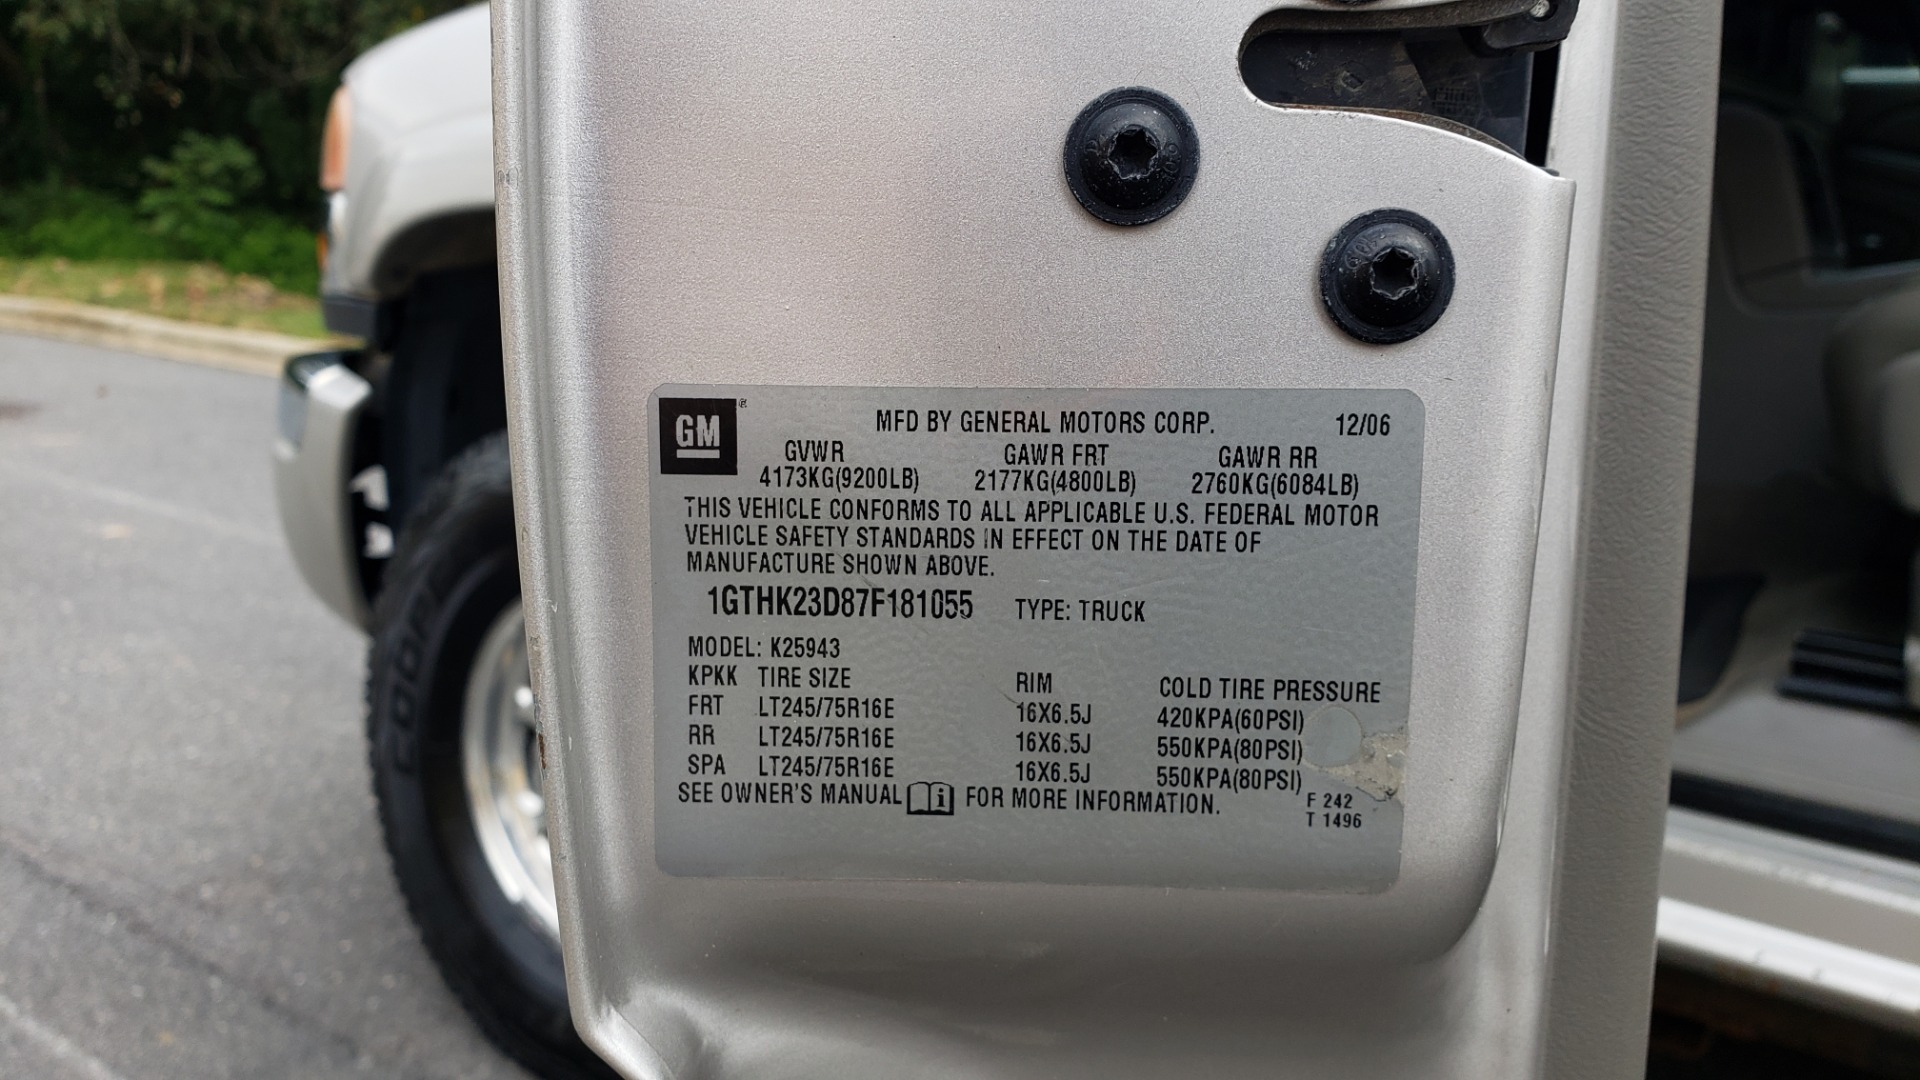 GM
MFD BY GENERAL MOTORS CORP. 12/06
GVWR GAWR FRT GAWR RR
4173KG(9200LB) 2177KG(4800LB) 2760KG(6084LB)
THIS VEHICLE CONFORMS TO ALL APPLICABLE U.S. FEDERAL MOTOR
VEHICLE SAFETY STANDARDS IN EFFECT ON THE DATE OF
MANUFACTURE SHOWN ABOVE.
1GTHK23D87F181055 TYPE: TRUCK
MODEL: K25943
KPKK TIRE SIZE RIM COLD TIRE PRESSURE
FRT LT245/75R16E 16X6.5J 420KPA(60PSI)
RR LT245/75R16E 16X6.5J 550KPA(80PSI)
SPA LT245/75R16E 16X6.5J 550KPA(80PSI)
SEE OWNER'S MANUAL i FOR MORE INFORMATION.
F 242
T 1496
COOPER